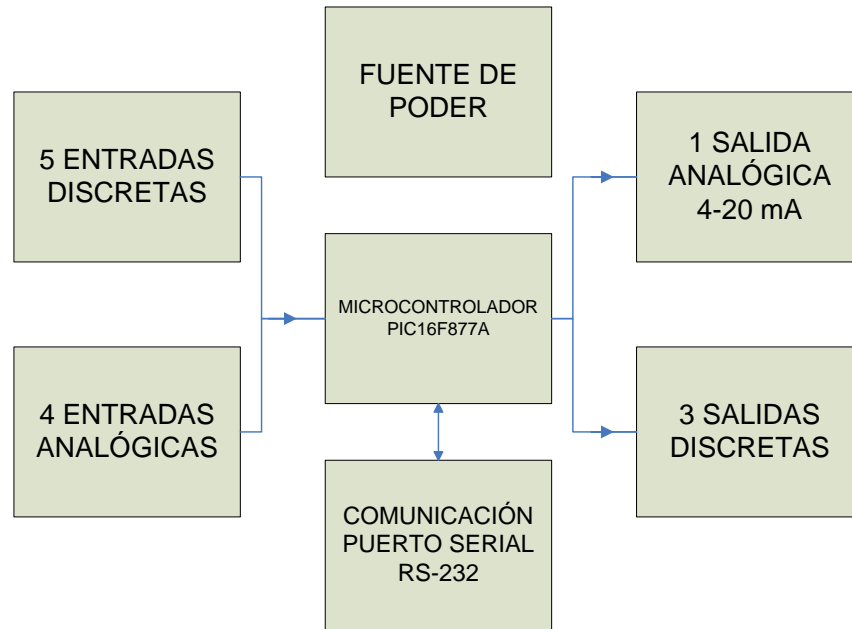 FUENTE DE
PODER
5 ENTRADAS
DISCRETAS
1 SALIDA
ANALÓGICA
4-20 mA
MICROCONTROLADOR
PIC16F877A
4 ENTRADAS
ANALÓGICAS
3 SALIDAS
DISCRETAS
COMUNICACIÓN
PUERTO SERIAL
RS-232